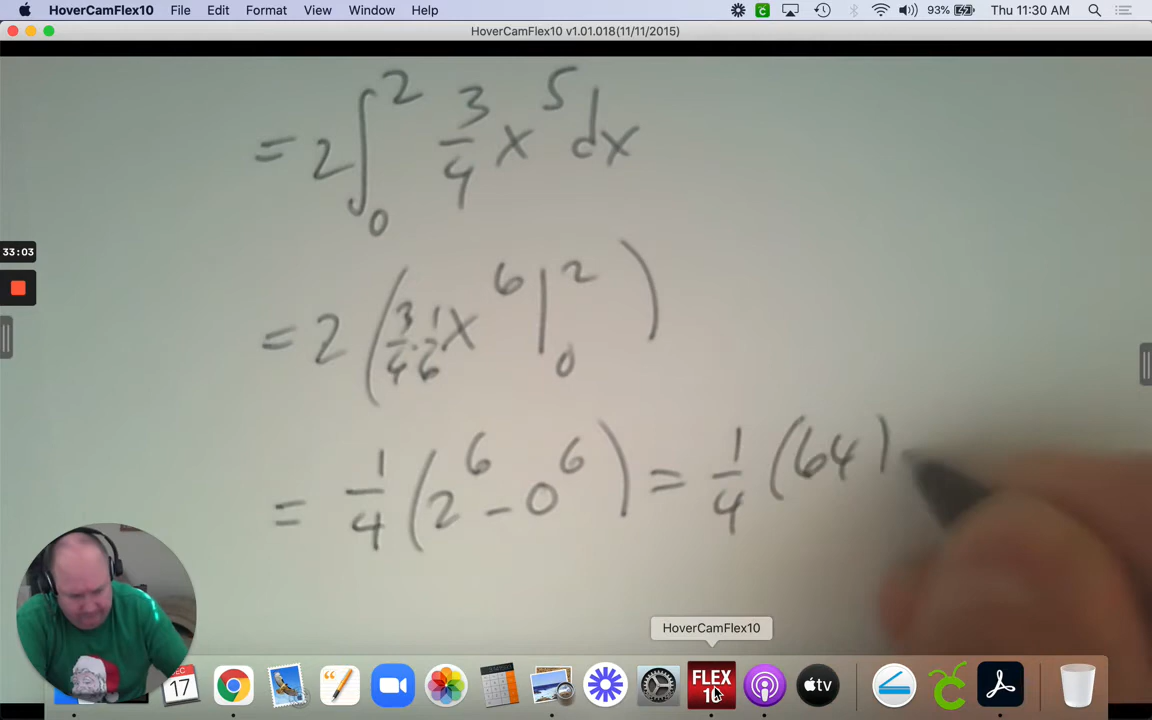 HoverCamFlex10 File Edit Format View Window Help 93% Thu 11:30 AM
HoverCamFlex10 v1.01.018(11/11/2015)
= 2∫₀² 3/4 x⁵ dx
33:03
= 2 (3/4 · 1/6 x⁶ |₀²)
= 1/4 (2⁶ - 0⁶) = 1/4 (64)
HoverCamFlex10
DEC 17 FLEX 10 tv